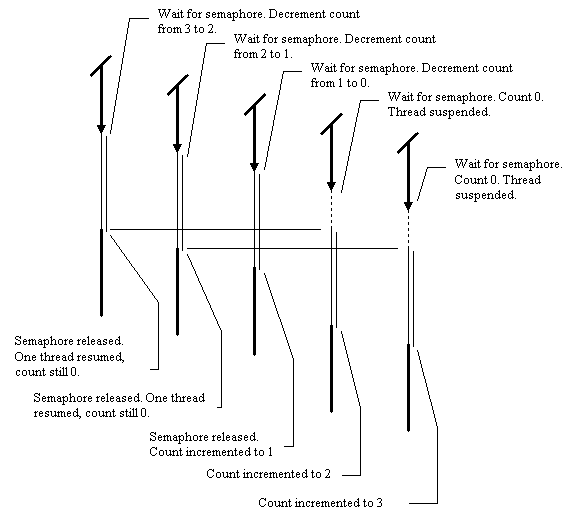 Wait for semaphore. Decrement count
from 3 to 2.
Wait for semaphore. Decrement count
from 2 to 1.
Wait for semaphore. Decrement count
from 1 to 0.
Wait for semaphore. Count 0.
Thread suspended.
Wait for semaphore.
Count 0. Thread
suspended.
Semaphore released.
One thread resumed,
count still 0.
Semaphore released. One thread
resumed, count still 0.
Semaphore released.
Count incremented to 1
Count incremented to 2
Count incremented to 3